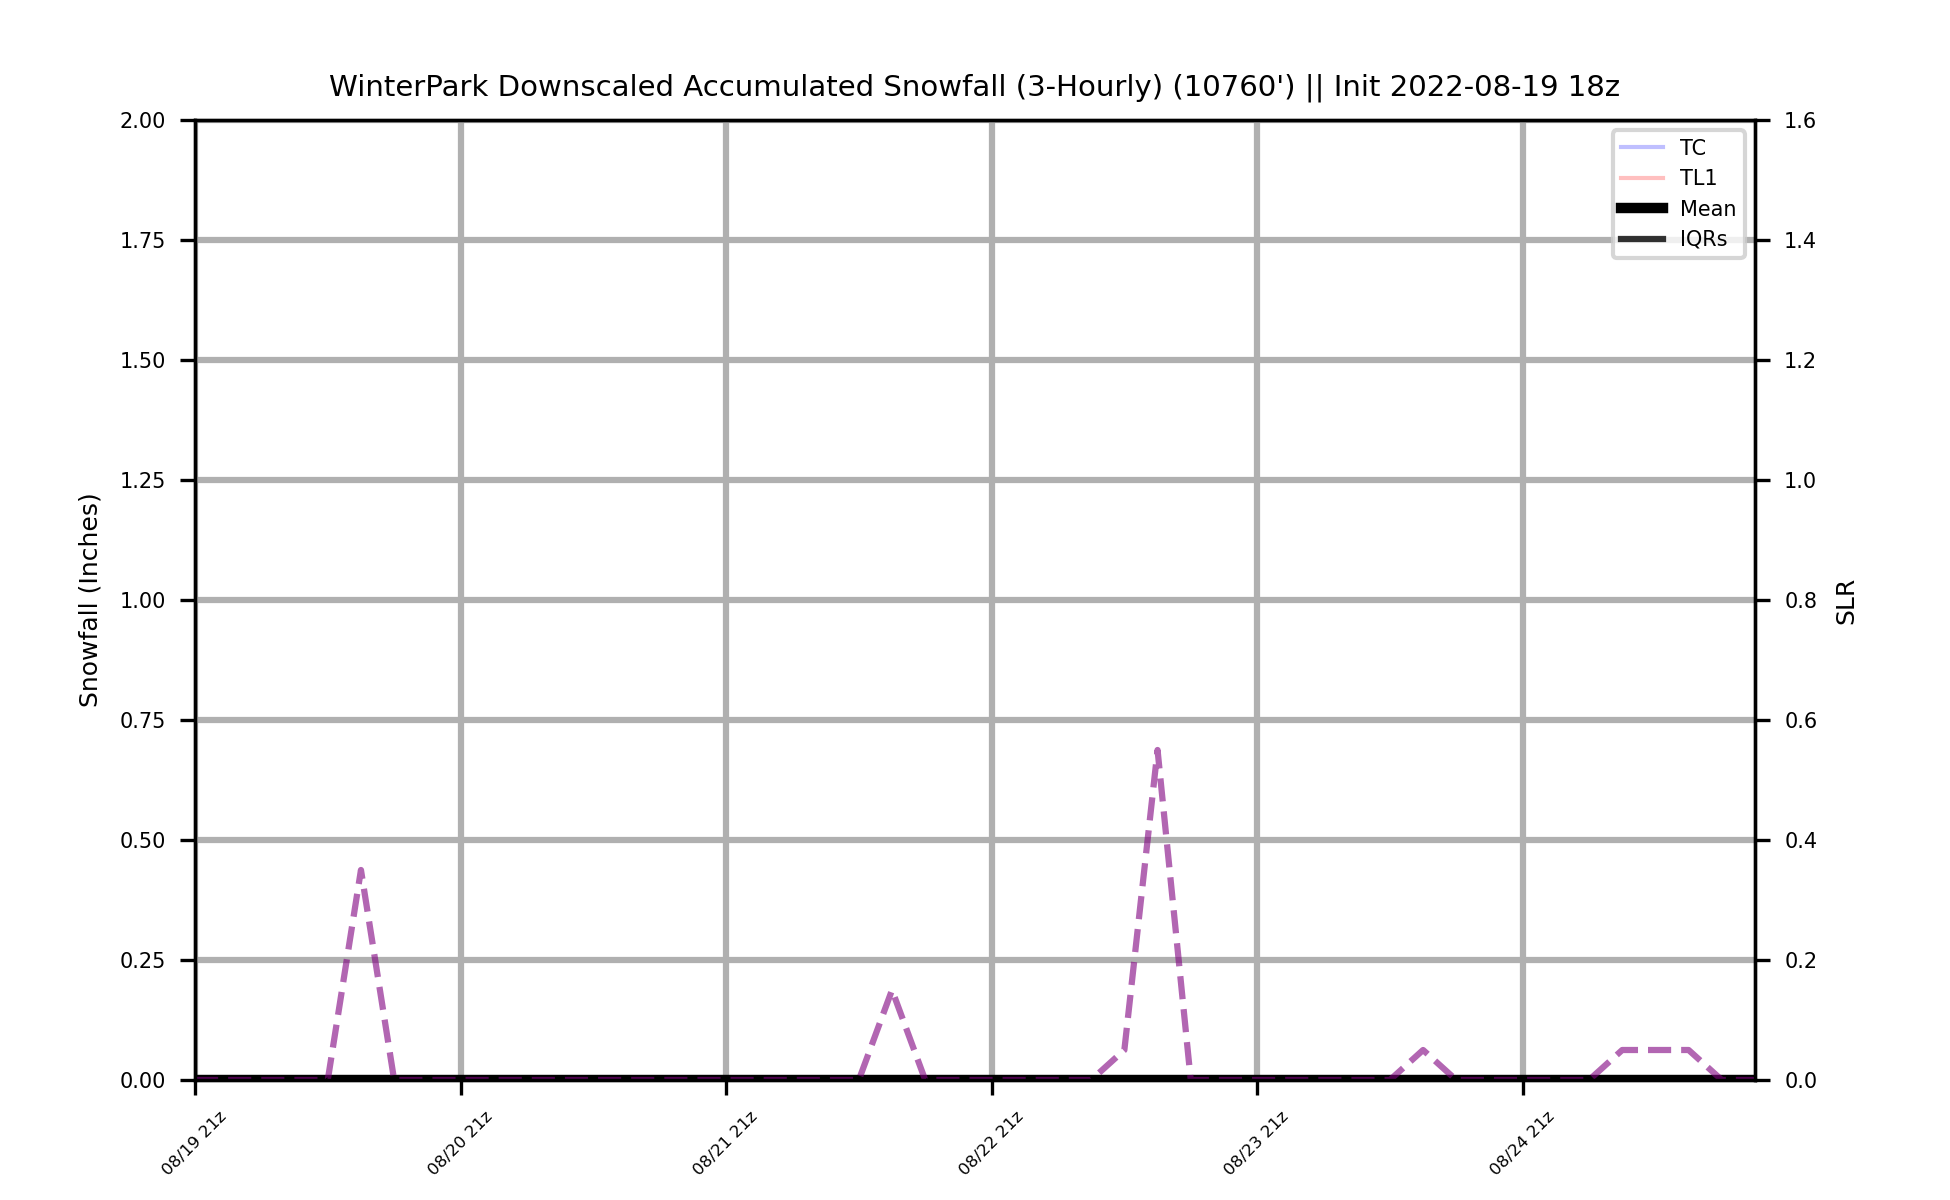 WinterPark Downscaled Accumulated Snowfall (3-Hourly) (10760') || Init 2022-08-19 18z
2.00
1.75
1.50
1.25
1.00
0.75
0.50
0.25
0.00
Snowfall (Inches)
TC
TL1
Mean
IQRs
1.6
1.4
1.2
1.0
0.8
0.6
0.4
0.2
0.0
SLR
08/19 21z
08/20 21z
08/21 21z
08/22 21z
08/23 21z
08/24 21z